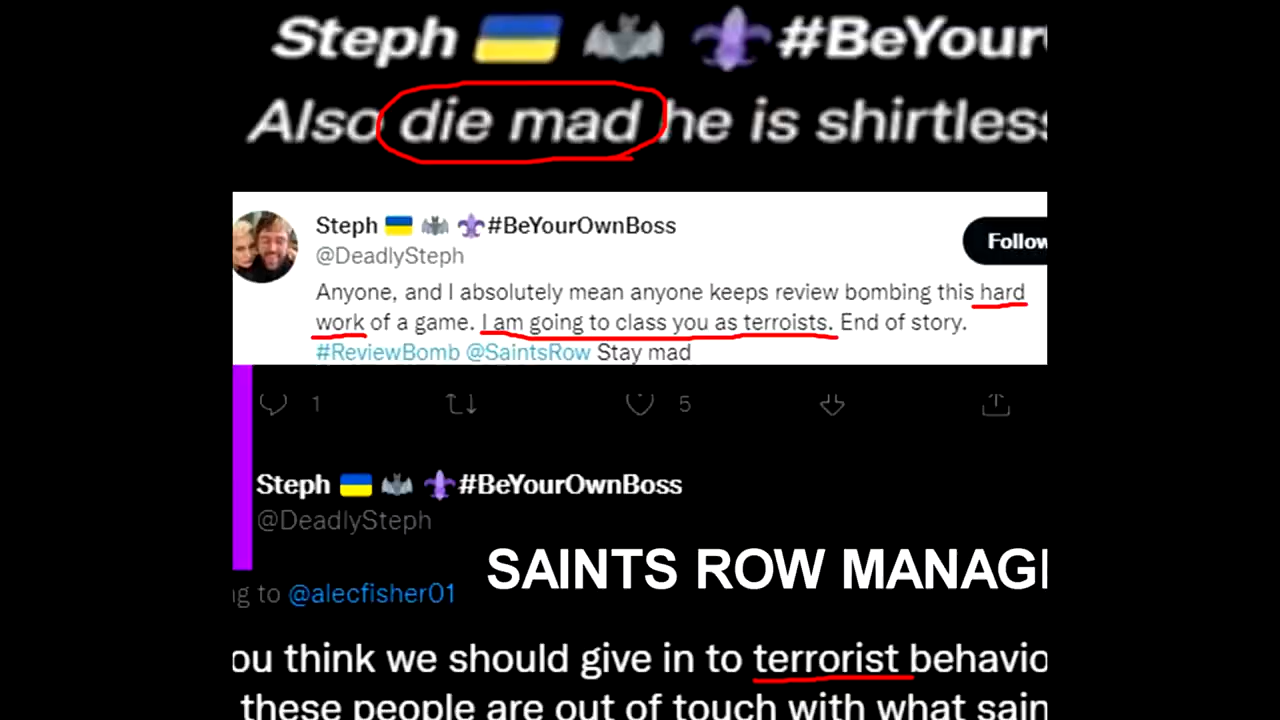 Steph 🇺🇦 🦇 ⚜️#BeYour
Also die mad he is shirtless
Steph 🇺🇦 🦇 ⚜️#BeYourOwnBoss
@DeadlySteph
Follow
Anyone, and I absolutely mean anyone keeps review bombing this hard
work of a game. I am going to class you as terroists. End of story.
#ReviewBomb @SaintsRow Stay mad
1 5
Steph 🇺🇦 🦇 ⚜️#BeYourOwnBoss
@DeadlySteph
SAINTS ROW MANAG
ng to @alecfisher01
ou think we should give in to terrorist behavio
these people are out of touch with what sain